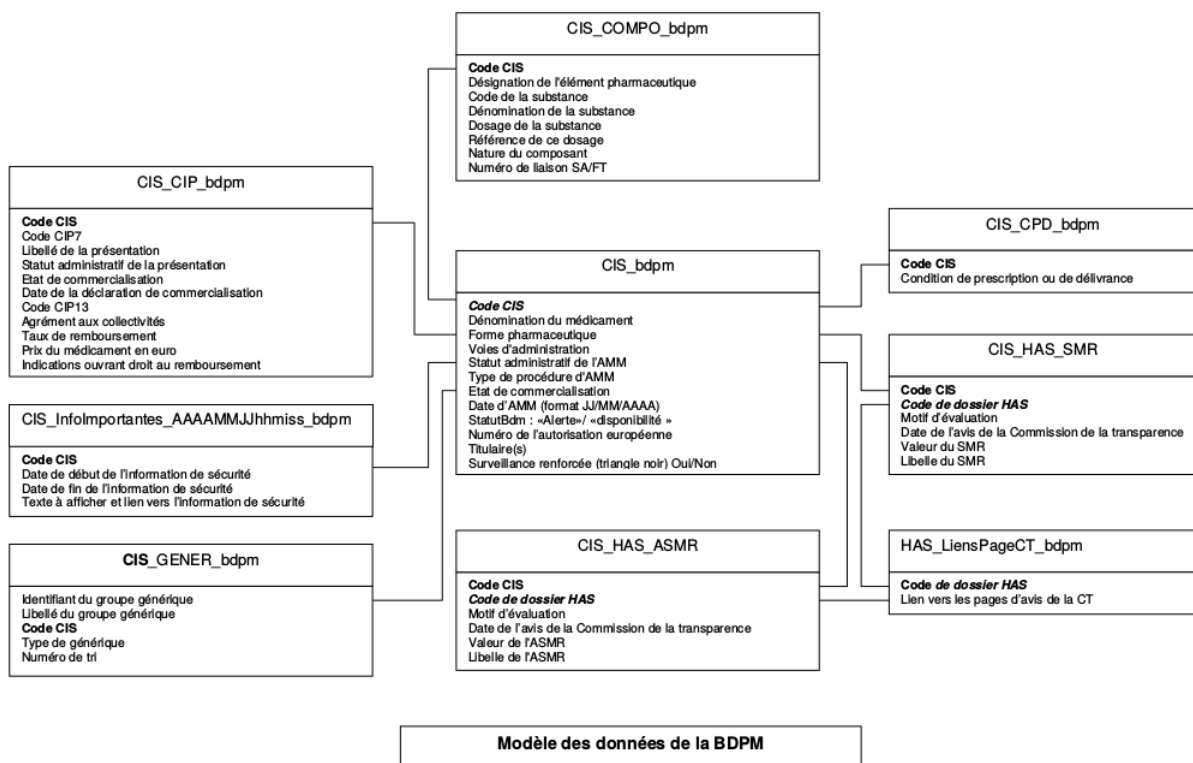 CIS_COMPO_bdpm
Code CIS
Désignation de l'élément pharmaceutique
Code de la substance
Dénomination de la substance
Dosage de la substance
Référence de ce dosage
Nature du composant
Numéro de liaison SA/FT
CIS_CIP_bdpm
Code CIS
Code CIP7
Libellé de la présentation
Statut administratif de la présentation
Etat de commercialisation
Date de la déclaration de commercialisation
Code CIP13
Agrément aux collectivités
Taux de remboursement
Prix du médicament en euro
Indications ouvrant droit au remboursement
CIS_bdpm
Code CIS
Dénomination du médicament
Forme pharmaceutique
Voies d'administration
Statut administratif de l'AMM
Type de procédure d'AMM
Etat de commercialisation
Date d'AMM (format JJ/MM/AAAA)
StatutBdm : «Alerte»/ «disponibilité »
Numéro de l'autorisation européenne
Titulaire(s)
Surveillance renforcée (triangle noir) Oui/Non
CIS_CPD_bdpm
Code CIS
Condition de prescription ou de délivrance
CIS_HAS_SMR
Code CIS
Code de dossier HAS
Motif d'évaluation
Date de l'avis de la Commission de la transparence
Valeur du SMR
Libelle du SMR
CIS_InfoImportantes_AAAAMMJJhhmiss_bdpm
Code CIS
Date de début de l'information de sécurité
Date de fin de l'information de sécurité
Texte à afficher et lien vers l'information de sécurité
CIS_GENER_bdpm
Identifiant du groupe générique
Libellé du groupe générique
Code CIS
Type de générique
Numéro de tri
CIS_HAS_ASMR
Code CIS
Code de dossier HAS
Motif d'évaluation
Date de l'avis de la Commission de la transparence
Valeur de l'ASMR
Libelle de l'ASMR
HAS_LiensPageCT_bdpm
Code de dossier HAS
Lien vers les pages d'avis de la CT
Modèle des données de la BDPM